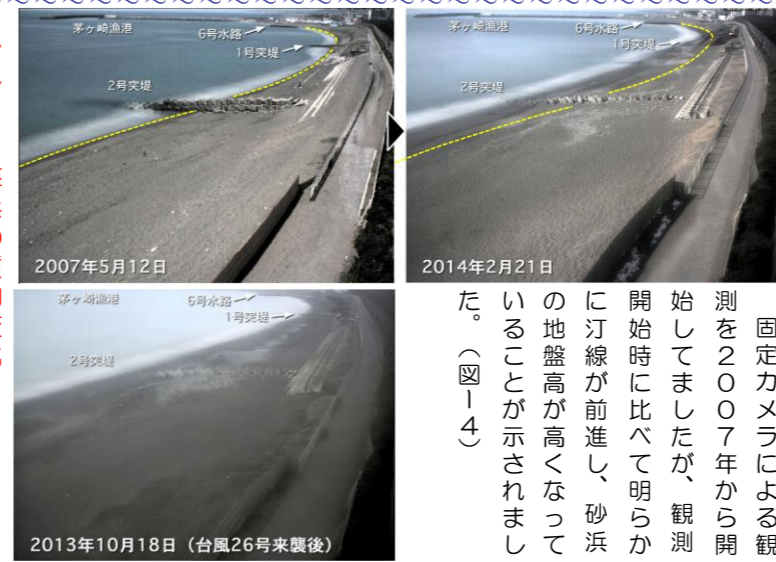 茅ヶ崎漁港
6号水路
1号突堤
2号突堤
2007年5月12日
茅ヶ崎漁港
6号水路
1号突堤
2号突堤
2014年2月21日
固定カメラによる観
測を2007年から開
始してましたが、観測
開始時に比べて明らか
に汀線が前進し、砂浜
の地盤高が高くなって
いることが示されまし
た。(図-4)
茅ヶ崎漁港
6号水路
1号突堤
2号突堤
2013年10月18日(台風26号来襲後)